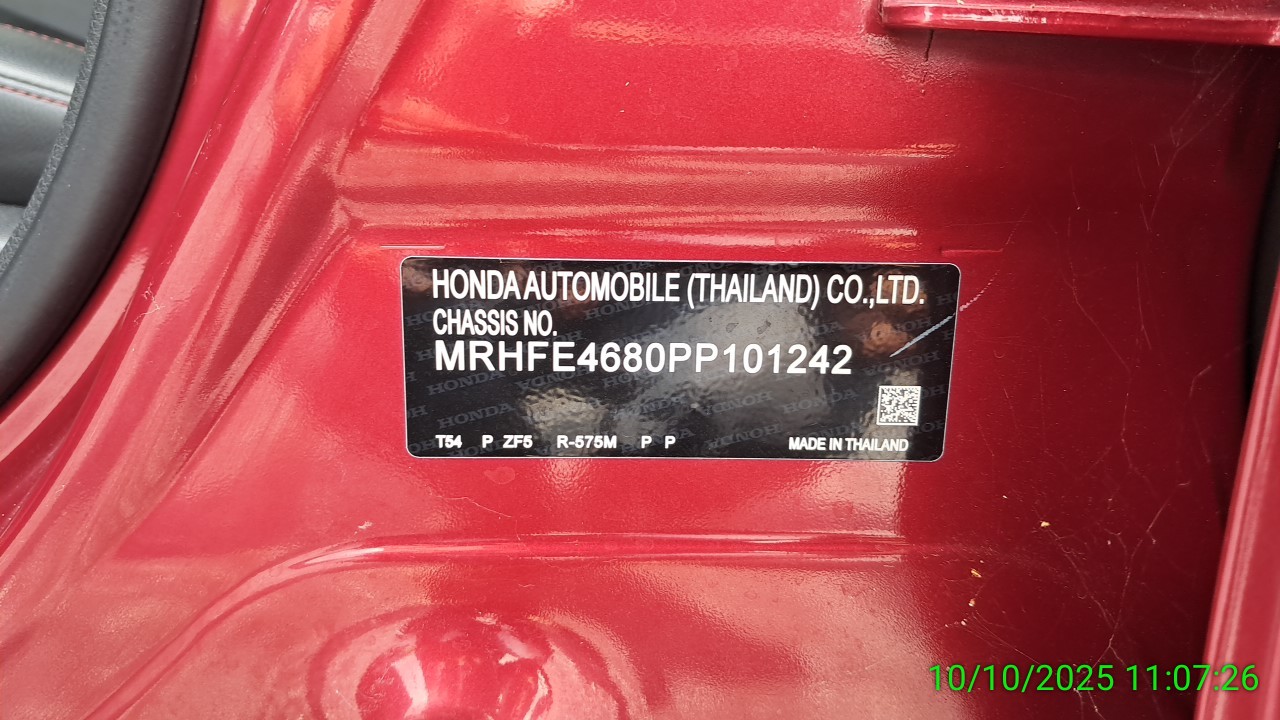 HONDA AUTOMOBILE (THAILAND) CO.,LTD.
CHASSIS NO.
MRHFE4680PP101242
T54 P ZF5 R-575M P P MADE IN THAILAND
10/10/2025 11:07:26